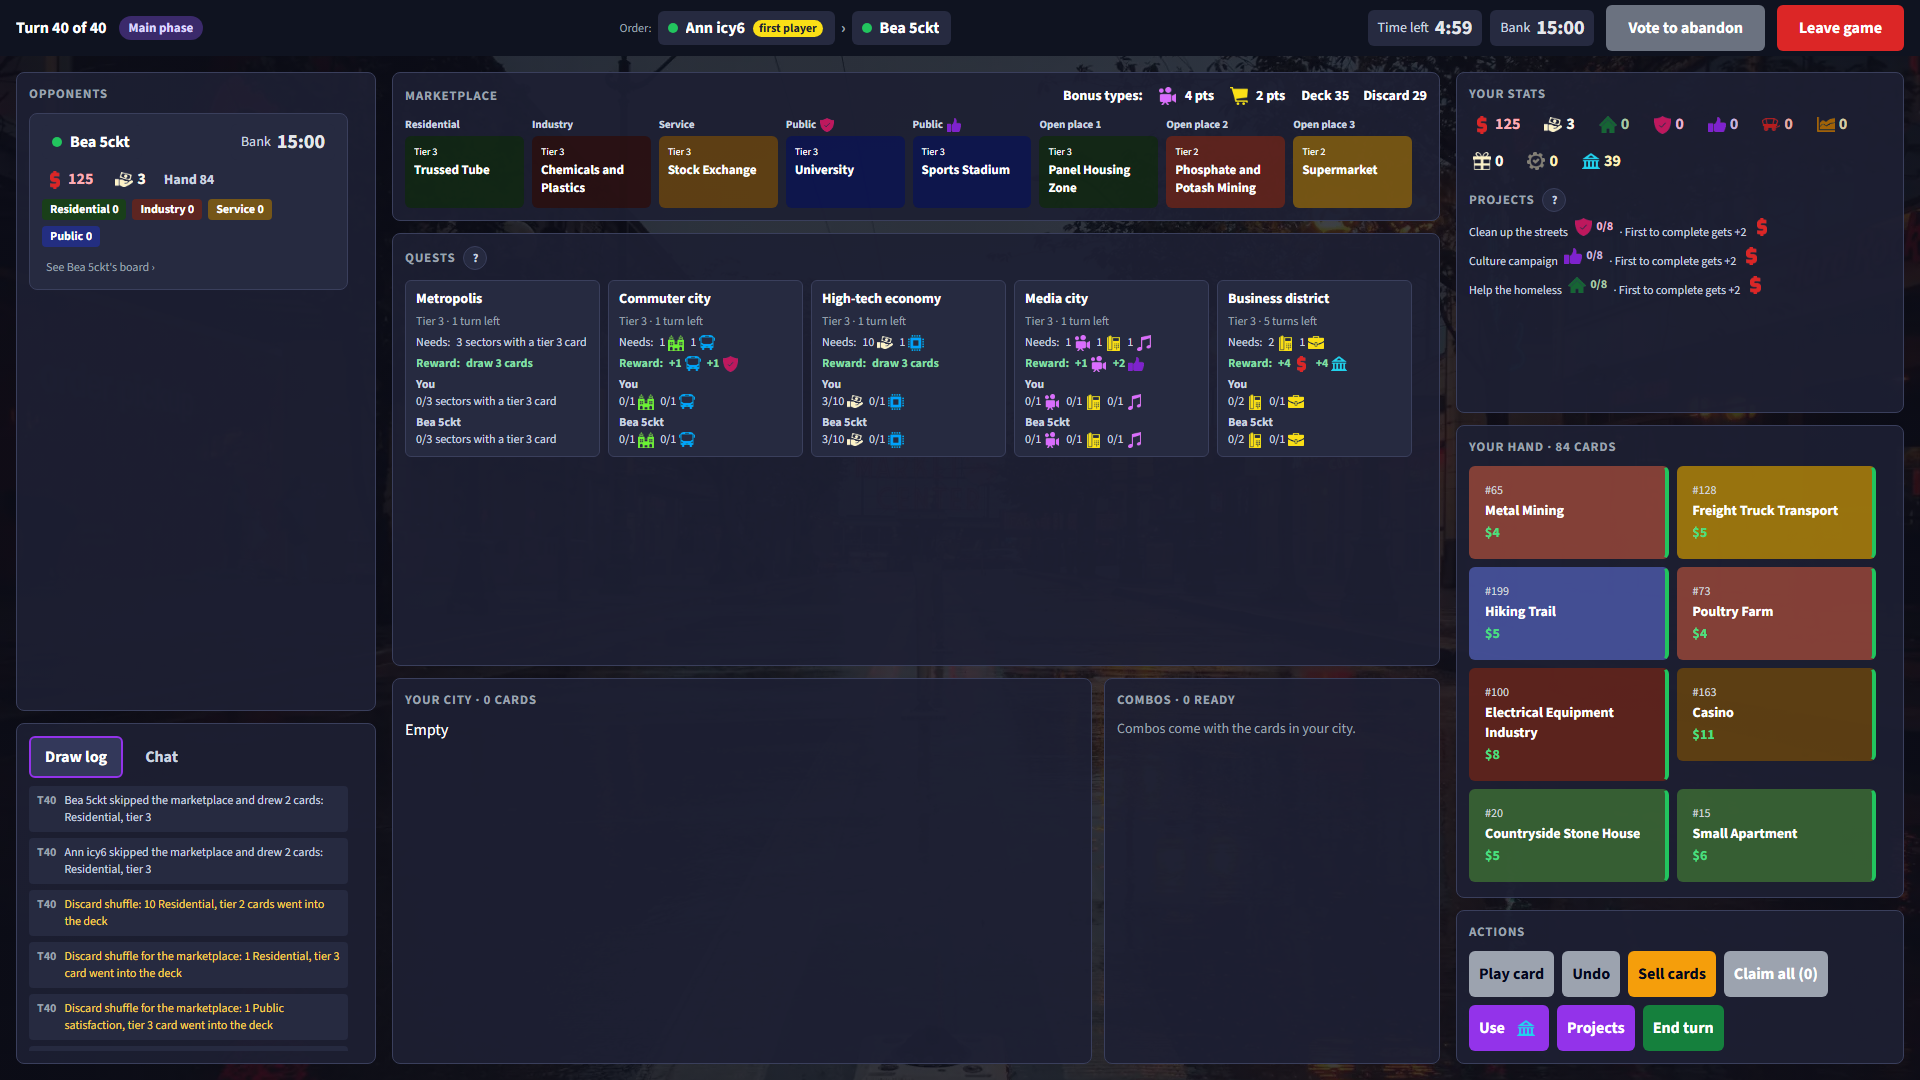 Turn 40 of 40 Main phase
Order: Ann icy6 first player › Bea 5ckt
Time left 4:59 Bank 15:00 Vote to abandon Leave game
OPPONENTS
Bea 5ckt Bank 15:00
125 3 Hand 84
Residential 0 Industry 0 Service 0
Public 0
See Bea 5ckt's board ›
Draw log Chat
T40 Bea 5ckt skipped the marketplace and drew 2 cards:
Residential, tier 3
T40 Ann icy6 skipped the marketplace and drew 2 cards:
Residential, tier 3
T40 Discard shuffle: 10 Residential, tier 2 cards went into
the deck
T40 Discard shuffle for the marketplace: 1 Residential, tier 3
card went into the deck
T40 Discard shuffle for the marketplace: 1 Public
satisfaction, tier 3 card went into the deck
MARKETPLACE Bonus types: 4 pts 2 pts Deck 35 Discard 29
Residential Industry Service Public Public Open place 1 Open place 2 Open place 3
Tier 3 Tier 3 Tier 3 Tier 3 Tier 3 Tier 3 Tier 2 Tier 2
Trussed Tube Chemicals and Stock Exchange University Sports Stadium Panel Housing Phosphate and Supermarket
Plastics Zone Potash Mining
QUESTS ?
Metropolis
Tier 3 · 1 turn left
Needs: 3 sectors with a tier 3 card
Reward: draw 3 cards
You
0/3 sectors with a tier 3 card
Bea 5ckt
0/3 sectors with a tier 3 card
Commuter city
Tier 3 · 1 turn left
Needs: 1 1
Reward: +1 +1
You
0/1 0/1
Bea 5ckt
0/1 0/1
High-tech economy
Tier 3 · 1 turn left
Needs: 10 1
Reward: draw 3 cards
You
3/10 0/1
Bea 5ckt
3/10 0/1
Media city
Tier 3 · 1 turn left
Needs: 1 1 1
Reward: +1 +2
You
0/1 0/1 0/1
Bea 5ckt
0/1 0/1 0/1
Business district
Tier 3 · 5 turns left
Needs: 2 1
Reward: +4 +4
You
0/2 0/1
Bea 5ckt
0/2 0/1
YOUR CITY · 0 CARDS
Empty
COMBOS · 0 READY
Combos come with the cards in your city.
YOUR STATS
125 3 0 0 0 0 0
0 0 39
PROJECTS ?
Clean up the streets 0/8 · First to complete gets +2
Culture campaign 0/8 · First to complete gets +2
Help the homeless 0/8 · First to complete gets +2
YOUR HAND · 84 CARDS
#65
Metal Mining
$4
#128
Freight Truck Transport
$5
#199
Hiking Trail
$5
#73
Poultry Farm
$4
#100
Electrical Equipment
Industry
$8
#163
Casino
$11
#20
Countryside Stone House
$5
#15
Small Apartment
$6
ACTIONS
Play card Undo Sell cards Claim all (0)
Use Projects End turn